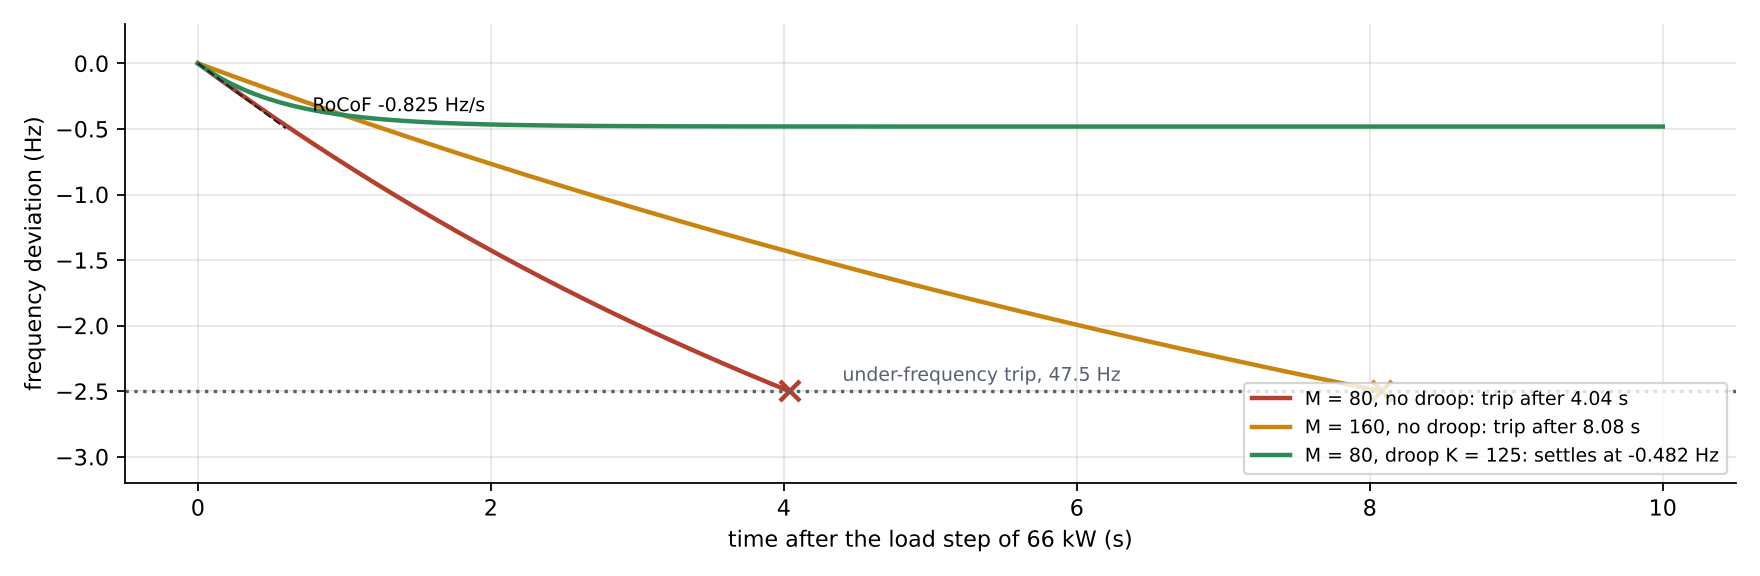 frequency deviation (Hz)
0.0
−0.5
−1.0
−1.5
−2.0
−2.5
−3.0
RoCoF -0.825 Hz/s
under-frequency trip, 47.5 Hz
M = 80, no droop: trip after 4.04 s
M = 160, no droop: trip after 8.08 s
M = 80, droop K = 125: settles at -0.482 Hz
0 2 4 6 8 10
time after the load step of 66 kW (s)